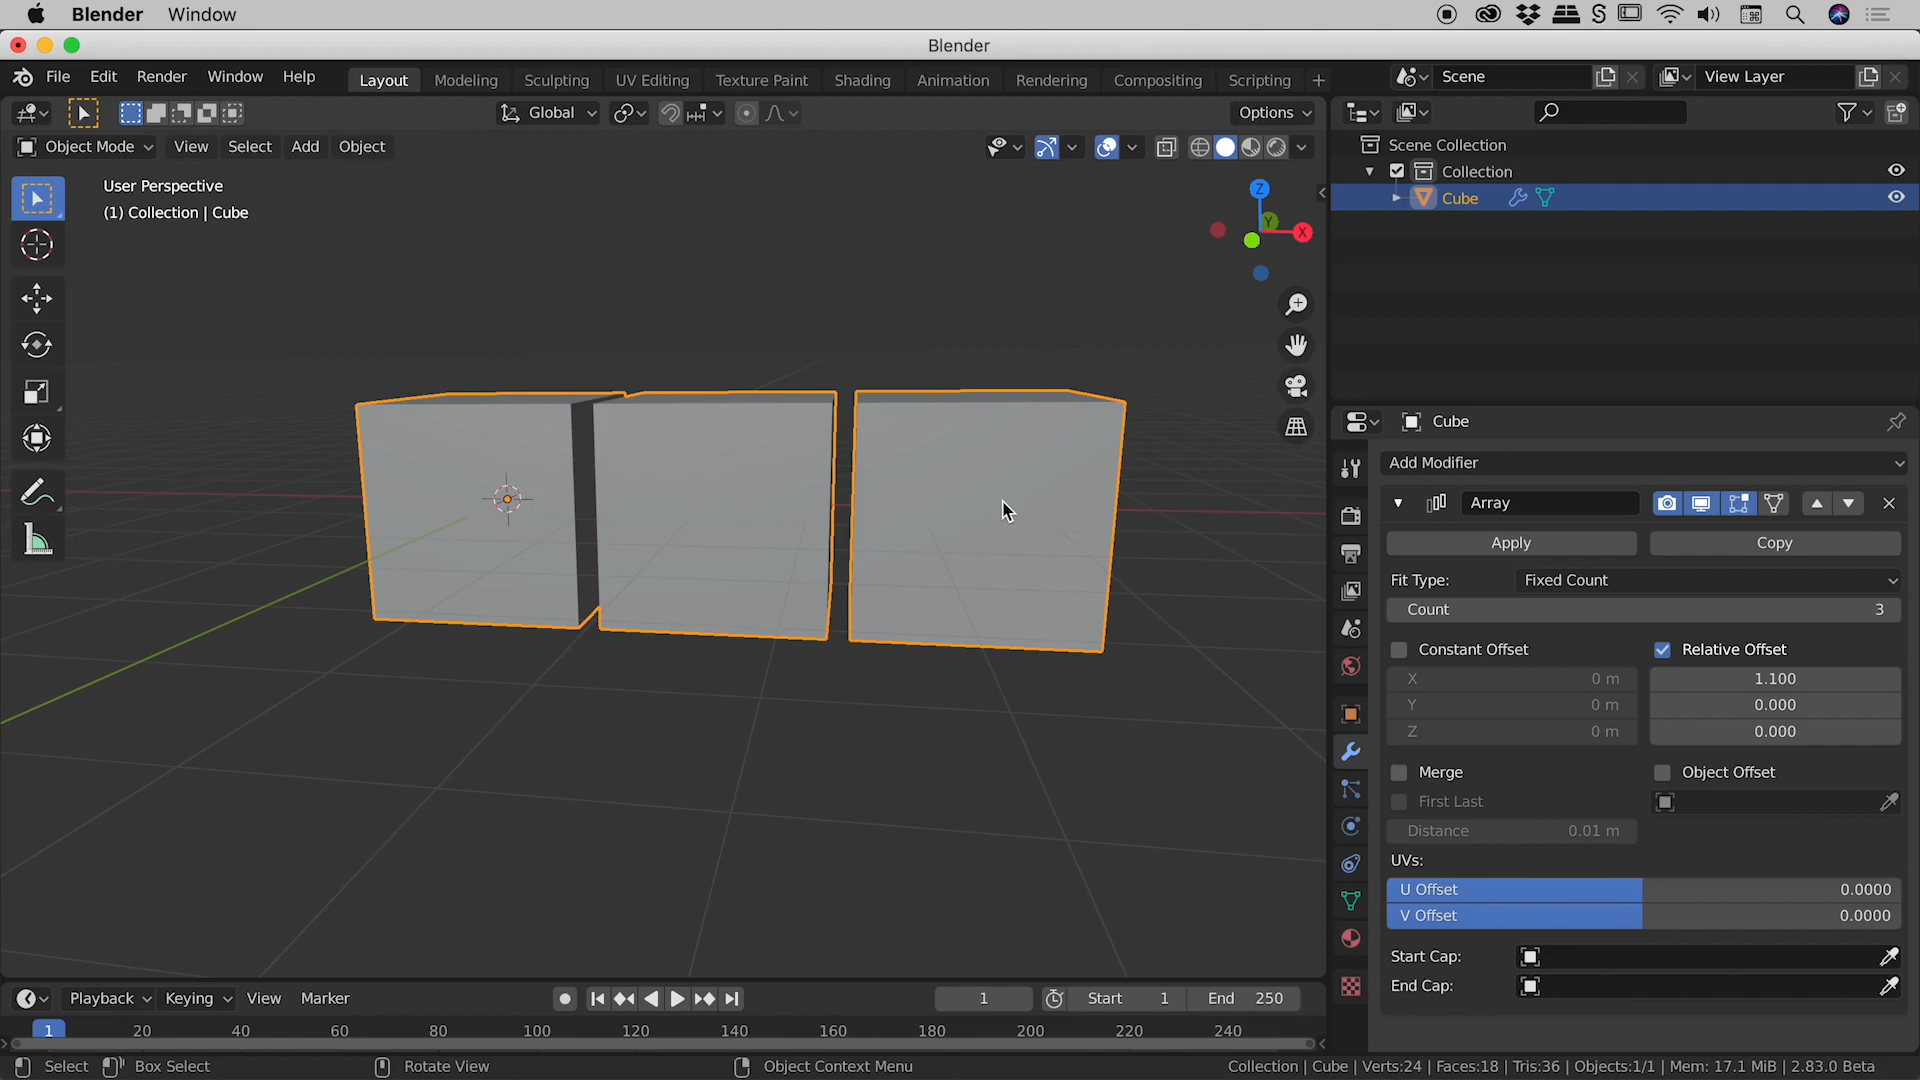 Blender Window
Blender
File Edit Render Window Help Layout Modeling Sculpting UV Editing Texture Paint Shading Animation Rendering Compositing Scripting + Scene View Layer
Global Options
Object Mode View Select Add Object
User Perspective
(1) Collection | Cube
Z
Y
X
Scene Collection
Collection
Cube
Cube
Add Modifier
Array
Apply Copy
Fit Type: Fixed Count
Count 3
Constant Offset Relative Offset
X 0 m 1.100
Y 0 m 0.000
Z 0 m 0.000
Merge Object Offset
First Last
Distance 0.01 m
UVs:
U Offset 0.0000
V Offset 0.0000
Start Cap:
End Cap:
Playback Keying View Marker 1 Start 1 End 250
1 20 40 60 80 100 120 140 160 180 200 220 240
Select Box Select Rotate View Object Context Menu Collection | Cube | Verts:24 | Faces:18 | Tris:36 | Objects:1/1 | Mem: 17.1 MiB | 2.83.0 Beta